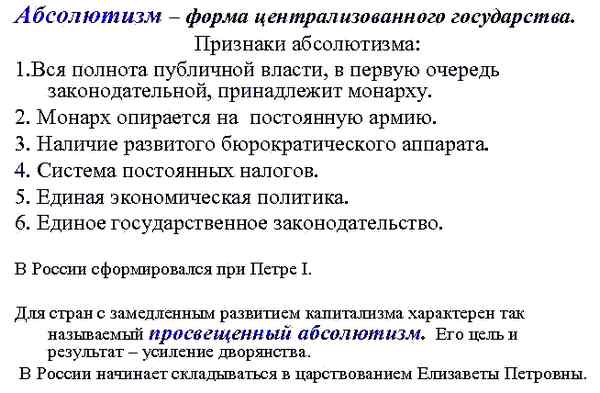 Абсолютизм – форма централизованного государства.
Признаки абсолютизма:
1.Вся полнота публичной власти, в первую очередь
законодательной, принадлежит монарху.
2. Монарх опирается на постоянную армию.
3. Наличие развитого бюрократического аппарата.
4. Система постоянных налогов.
5. Единая экономическая политика.
6. Единое государственное законодательство.
В России сформировался при Петре I.
Для стран с замедленным развитием капитализма характерен так
называемый просвещенный абсолютизм. Его цель и
результат – усиление дворянства.
В России начинает складываться в царствованием Елизаветы Петровны.